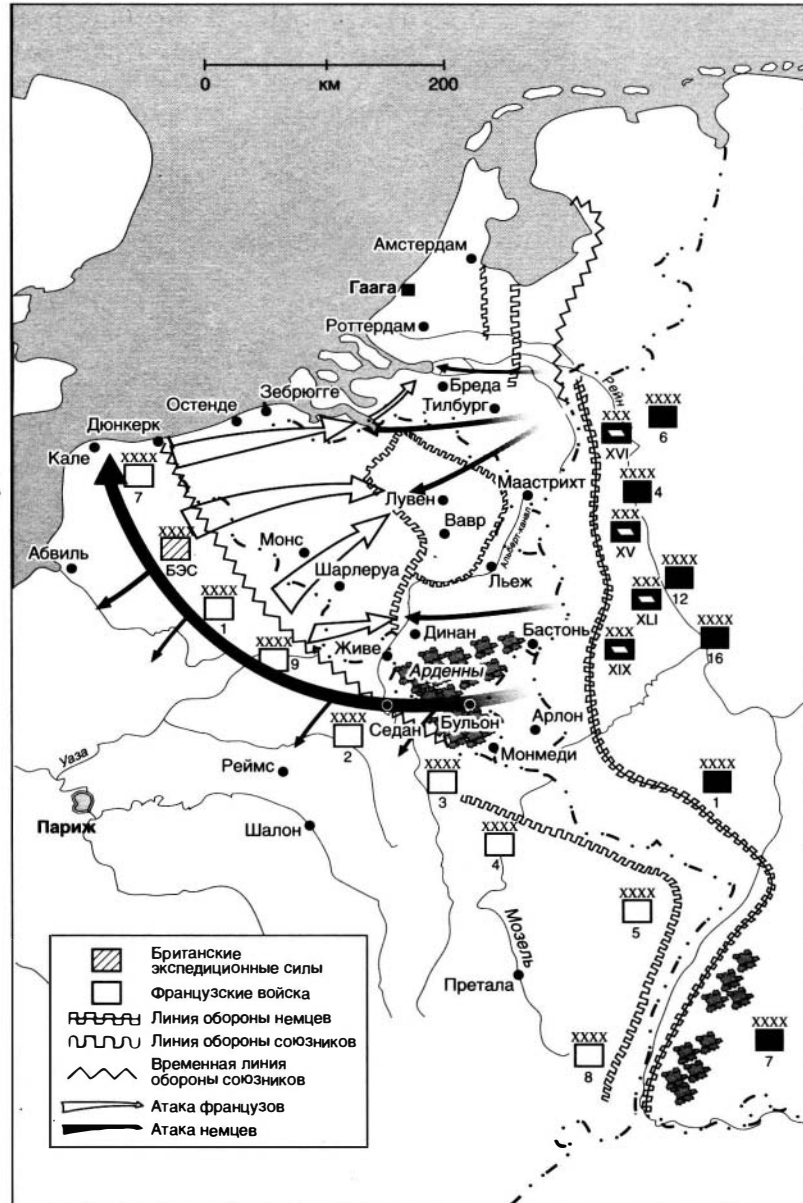 0 км 200
Амстердам
Гаага
Роттердам
Рейн
Бреда
Тилбург
Зебрюгге
Остенде
Дюнкерк
Кале
XXXX
7
XXX
XVI
XXXX
6
XXXX
4
Маастрихт
Лувен
Вавр
Альберт-канал
XXX
XV
XXXX
БЭС
Монс
Абвиль
Шарлеруа
Льеж
XXXX
12
XXX
XLI
XXXX
1
Динан
Бастонь
XXXX
16
XXX
XIX
XXXX
9
Живе
Арденны
Седан
Бульон
Арлон
Монмеди
XXXX
2
Уаза
Реймс
XXXX
3
XXXX
1
Париж
Шалон
XXXX
4
XXXX
5
Мозель
Претала
XXXX
8
XXXX
7
Британские
экспедиционные силы
Французские войска
Линия обороны немцев
Линия обороны союзников
Временная линия
обороны союзников
Атака французов
Атака немцев